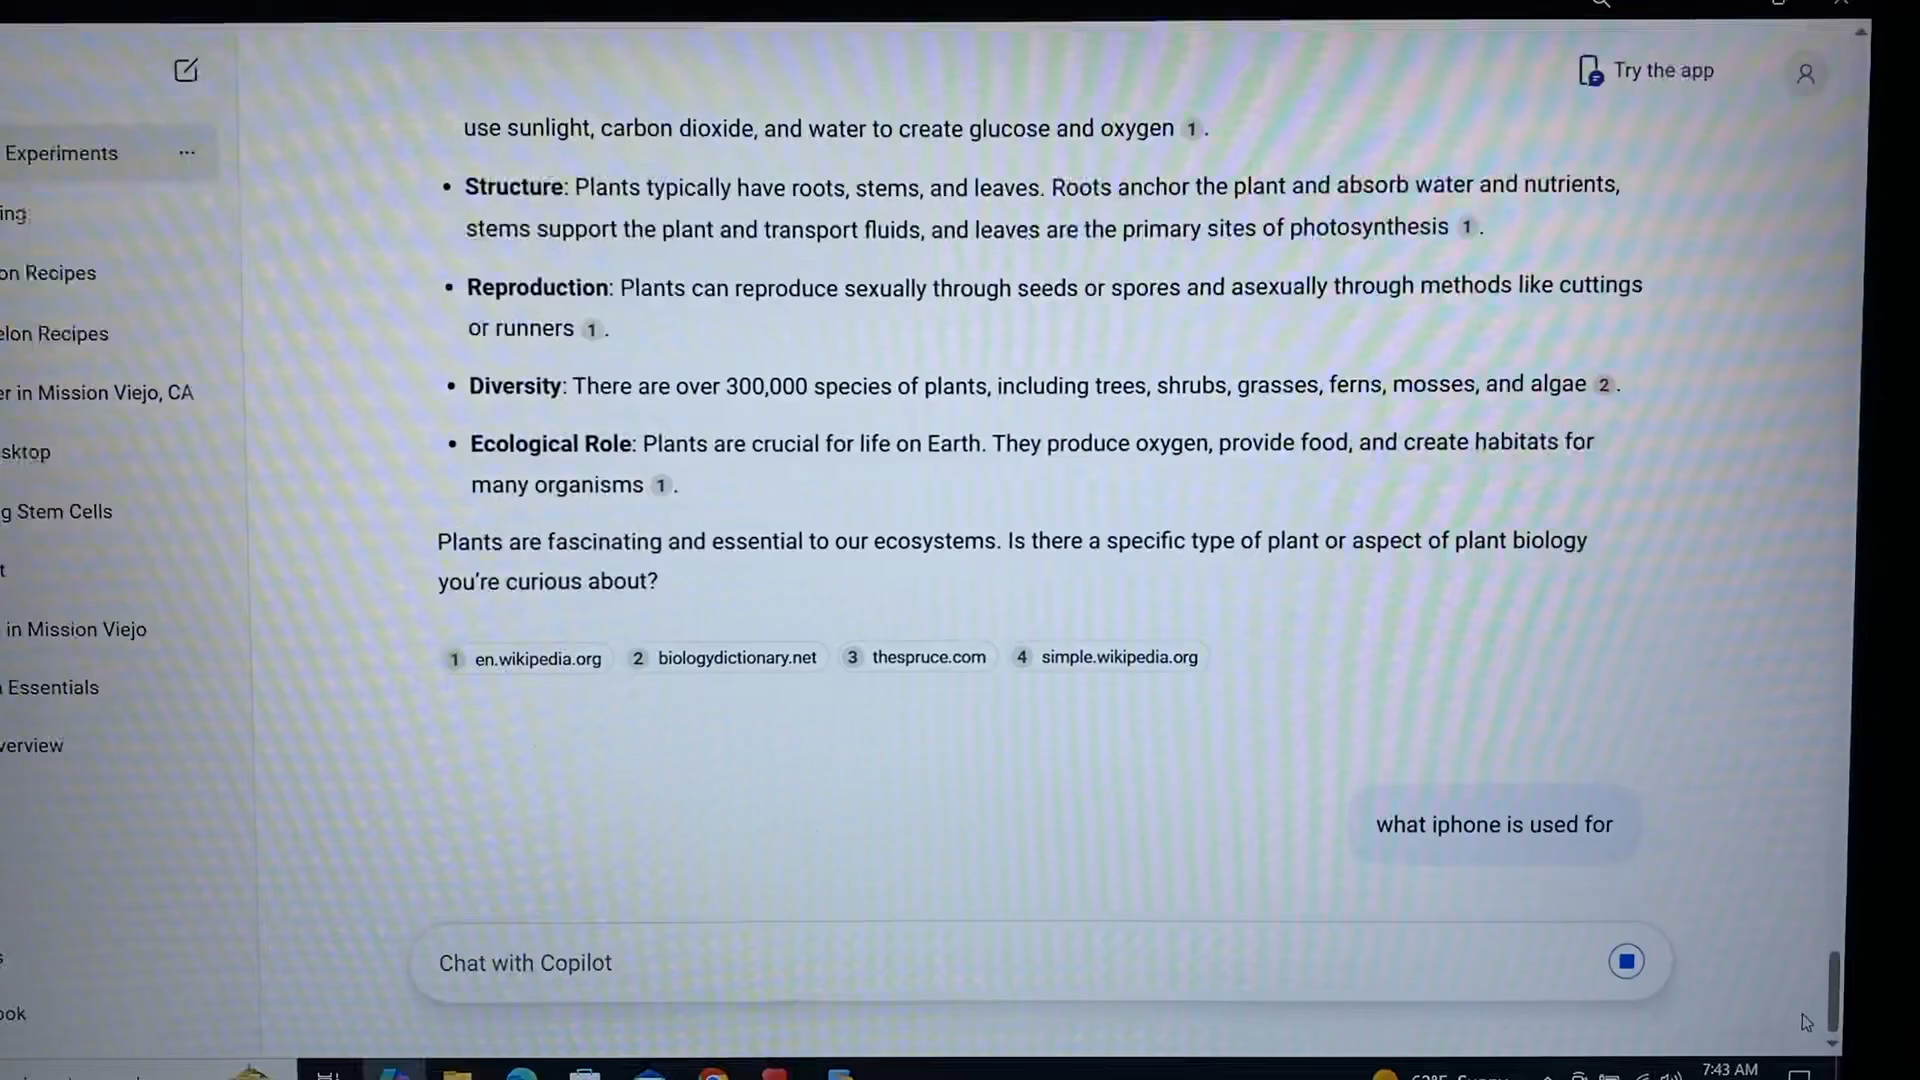 Try the app
Experiments
on Recipes
elon Recipes
er in Mission Viejo, CA
sktop
g Stem Cells
in Mission Viejo
Essentials
verview
use sunlight, carbon dioxide, and water to create glucose and oxygen 1.
• Structure: Plants typically have roots, stems, and leaves. Roots anchor the plant and absorb water and nutrients,
stems support the plant and transport fluids, and leaves are the primary sites of photosynthesis 1.
• Reproduction: Plants can reproduce sexually through seeds or spores and asexually through methods like cuttings
or runners 1.
• Diversity: There are over 300,000 species of plants, including trees, shrubs, grasses, ferns, mosses, and algae 2.
• Ecological Role: Plants are crucial for life on Earth. They produce oxygen, provide food, and create habitats for
many organisms 1.
Plants are fascinating and essential to our ecosystems. Is there a specific type of plant or aspect of plant biology
you're curious about?
1 en.wikipedia.org 2 biologydictionary.net 3 thespruce.com 4 simple.wikipedia.org
what iphone is used for
Chat with Copilot
7:43 AM